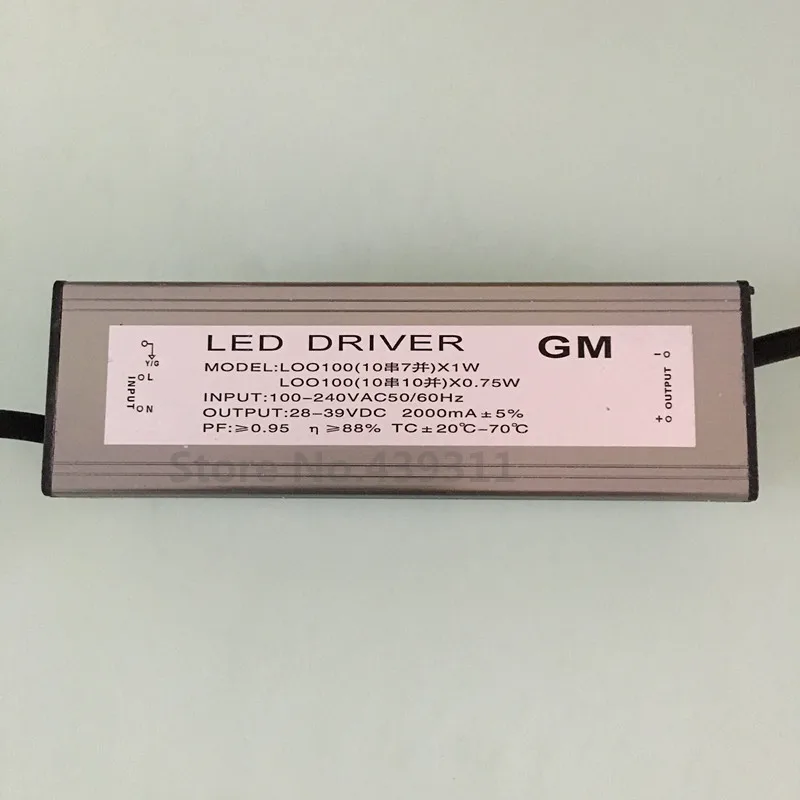 LED DRIVER
GM
MODEL:LOO100(10串7并)X1W
LOO100(10串10并)X0.75W
INPUT:100-240VAC50/60Hz
OUTPUT:28-39VDC 2000mA±5%
PF:≥0.95 η≥88% TC±20℃-70℃
Y/G
L
N
INPUT
-
OUTPUT
+
Store No.439311